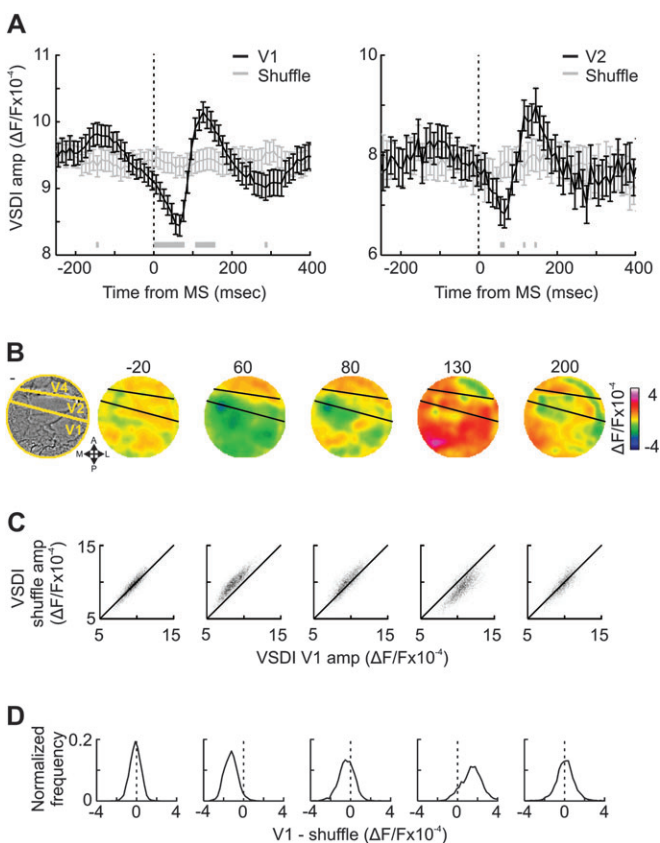 A
VSDI amp (ΔF/Fx10-4)
11
10
9
8
V1
Shuffle
-200 0 200 400
Time from MS (msec)
10
8
6
V2
Shuffle
-200 0 200 400
Time from MS (msec)
B
-20 60 80 130 200
V4
V2
V1
A
M L
P
4
-4
ΔF/Fx10-4
C
VSDI
shuffle amp
(ΔF/Fx10-4)
15
5
5 15 5 15 5 15 5 15 5 15
VSDI V1 amp (ΔF/Fx10-4)
D
Normalized
frequency
0.2
0
-4 0 4 -4 0 4 -4 0 4 -4 0 4 -4 0 4
V1 - shuffle (ΔF/Fx10-4)